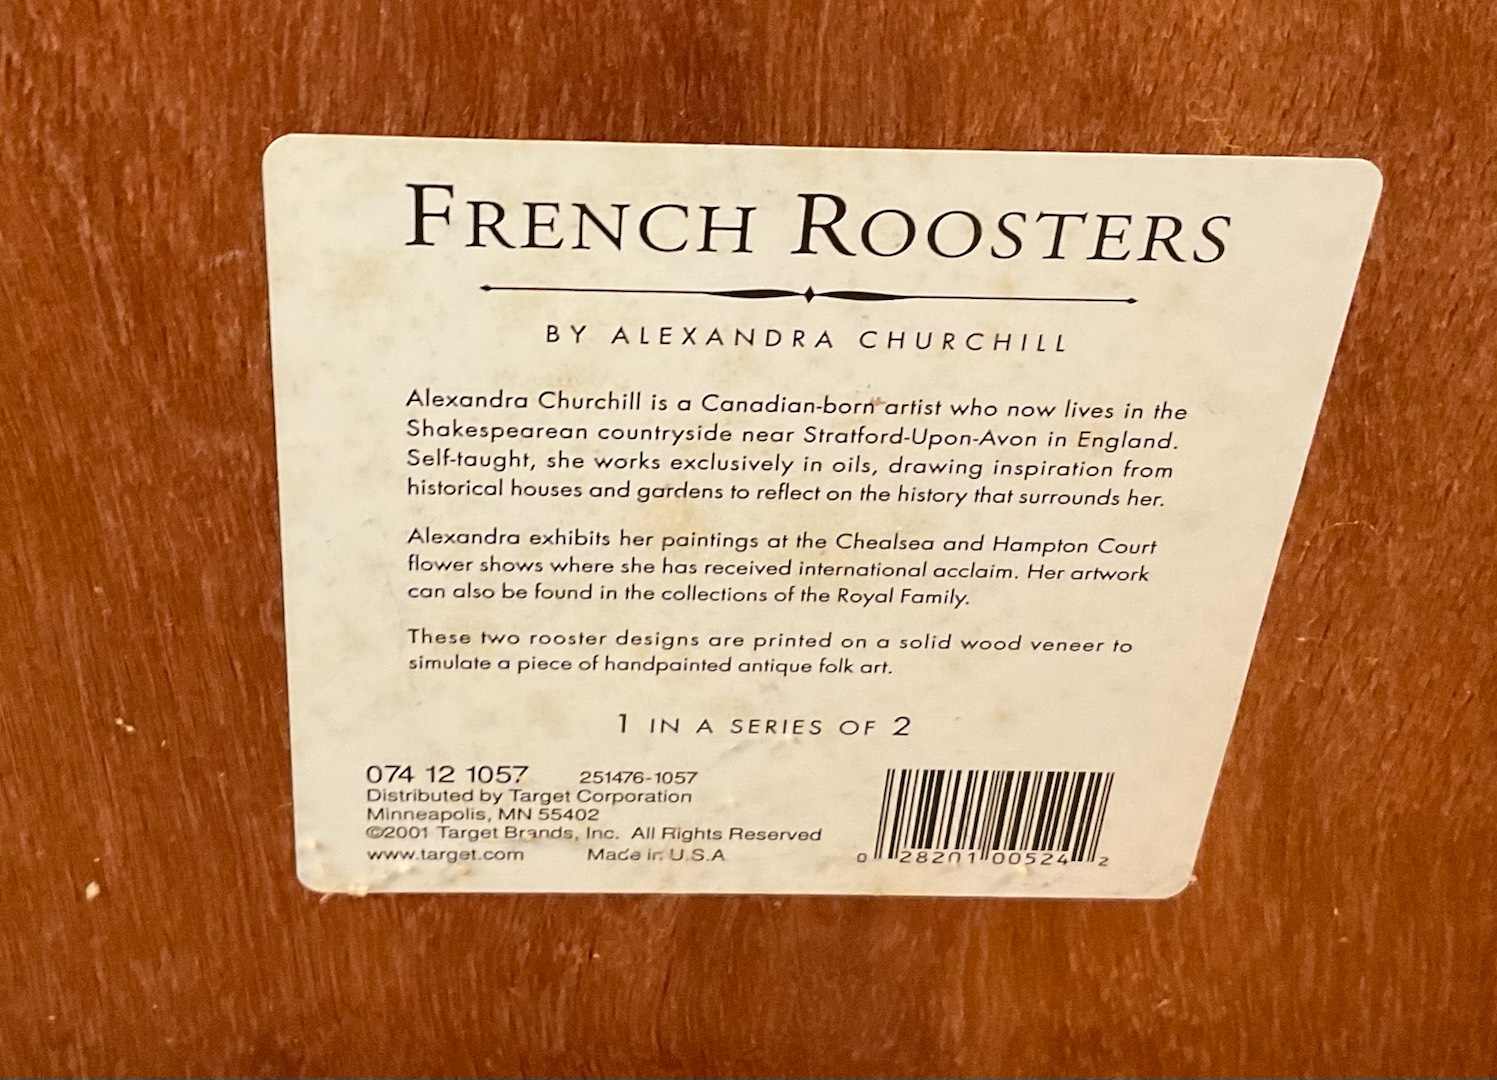 FRENCH ROOSTERS
BY ALEXANDRA CHURCHILL
Alexandra Churchill is a Canadian-born artist who now lives in the
Shakespearean countryside near Stratford-Upon-Avon in England.
Self-taught, she works exclusively in oils, drawing inspiration from
historical houses and gardens to reflect on the history that surrounds her.
Alexandra exhibits her paintings at the Chealsea and Hampton Court
flower shows where she has received international acclaim. Her artwork
can also be found in the collections of the Royal Family.
These two rooster designs are printed on a solid wood veneer to
simulate a piece of handpainted antique folk art.
1 IN A SERIES OF 2
074 12 1057 251476-1057
Distributed by Target Corporation
Minneapolis, MN 55402
©2001 Target Brands, Inc. All Rights Reserved
www.target.com Made in U.S.A
0 28201 00524 2